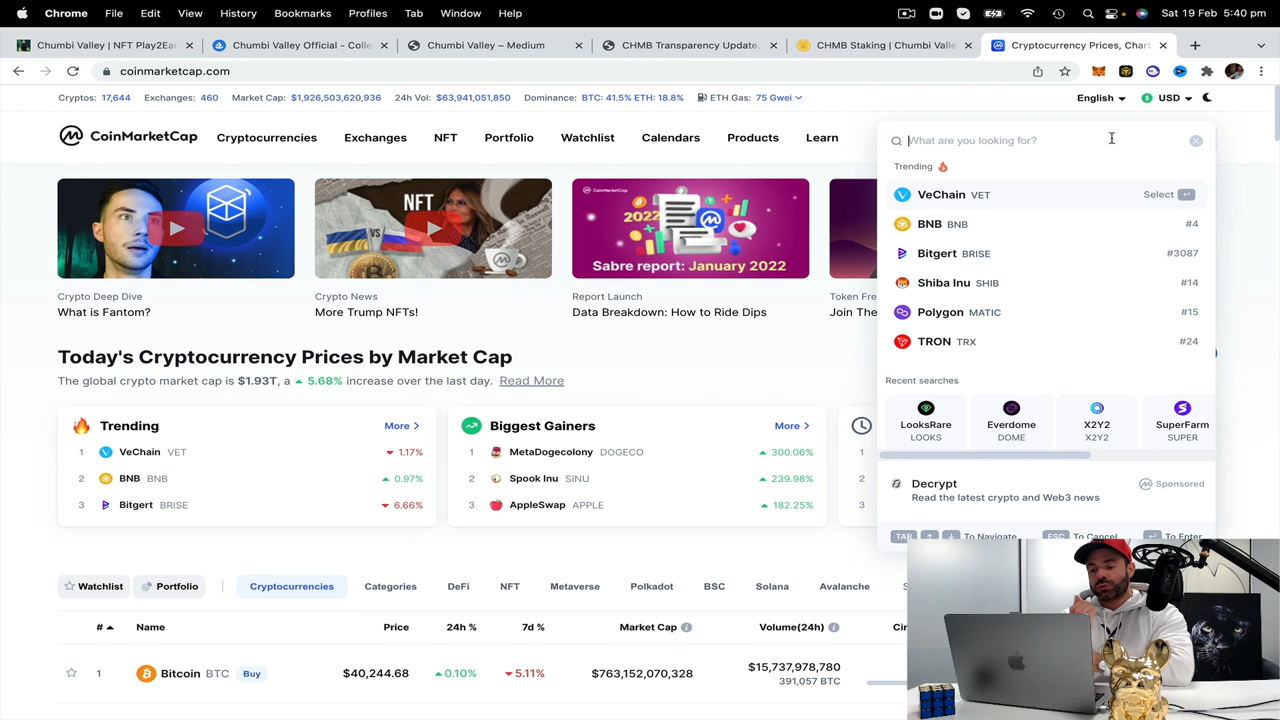 Chrome File Edit View History Bookmarks Profiles Tab Window Help Sat 19 Feb 5:40 pm
Chumbi Valley | NFT Play2Ear Chumbi Valley Official - Colle Chumbi Valley – Medium CHMB Transparency Update. CHMB Staking | Chumbi Valle Cryptocurrency Prices, Chart
coinmarketcap.com
Cryptos: 17,644 Exchanges: 460 Market Cap: $1,926,503,620,936 24h Vol: $63,941,051,850 Dominance: BTC: 41.5% ETH: 18.8% ETH Gas: 75 Gwei English USD
CoinMarketCap Cryptocurrencies Exchanges NFT Portfolio Watchlist Calendars Products Learn
What are you looking for?
Trending
VeChain VET Select
BNB BNB #4
Bitgert BRISE #3087
Shiba Inu SHIB #14
Polygon MATIC #15
TRON TRX #24
Recent searches
LooksRare Everdome X2Y2 SuperFarm
LOOKS DOME X2Y2 SUPER
Decrypt Sponsored
Read the latest crypto and Web3 news
TAB To Navigate ESC To Cancel To Enter
NFT
VS
CoinMarketCap
2022
Sabre report: January 2022
Crypto Deep Dive Crypto News Report Launch Token Fre
What is Fantom? More Trump NFTs! Data Breakdown: How to Ride Dips Join The
Today's Cryptocurrency Prices by Market Cap
The global crypto market cap is $1.93T, a 5.68% increase over the last day. Read More
Trending More
1 VeChain VET 1.17%
2 BNB BNB 0.97%
3 Bitgert BRISE 6.66%
Biggest Gainers More
1 MetaDogecolony DOGECO 300.06%
2 Spook Inu SINU 239.98%
3 AppleSwap APPLE 182.25%
1
2
3
Watchlist Portfolio Cryptocurrencies Categories DeFi NFT Metaverse Polkadot BSC Solana Avalanche
# Name Price 24h % 7d % Market Cap Volume(24h) Cir
1 Bitcoin BTC Buy $40,244.68 0.10% 5.11% $763,152,070,328 $15,737,978,780
391,057 BTC